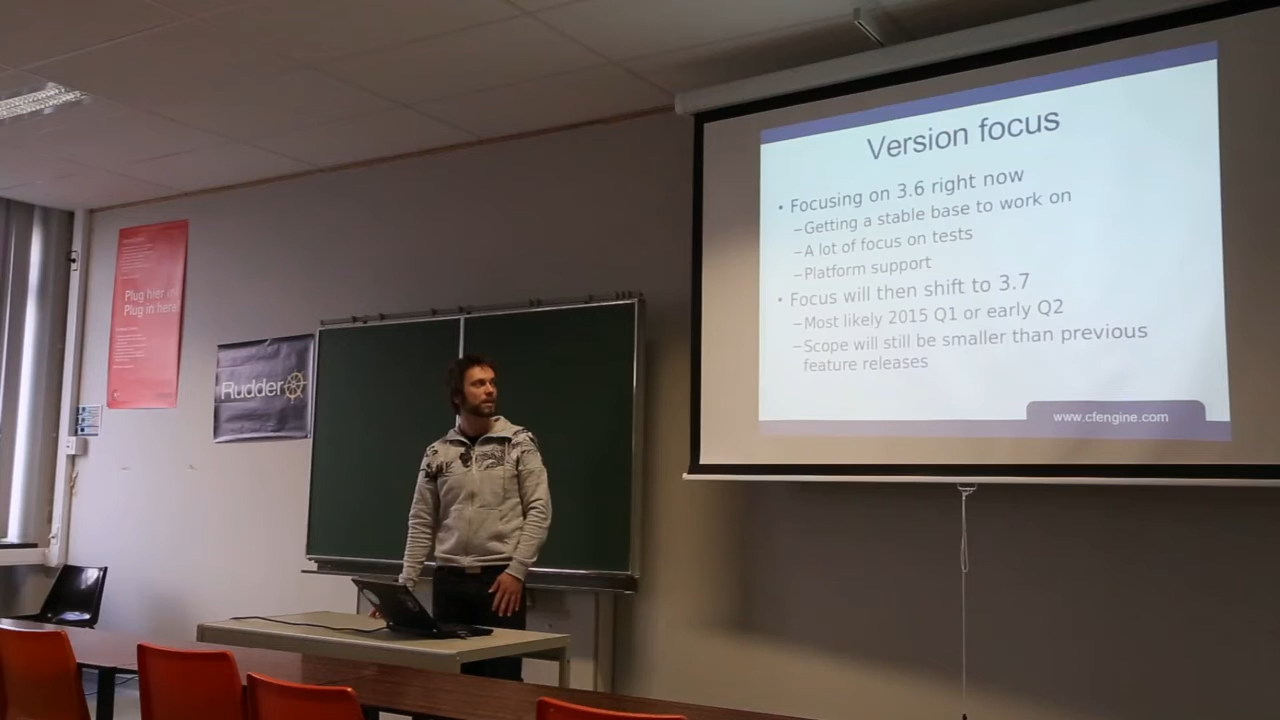 Version focus
• Focusing on 3.6 right now
–Getting a stable base to work on
–A lot of focus on tests
–Platform support
• Focus will then shift to 3.7
–Most likely 2015 Q1 or early Q2
–Scope will still be smaller than previous
feature releases
www.cfengine.com
Plug hier in!
Plug in here!
Rudder